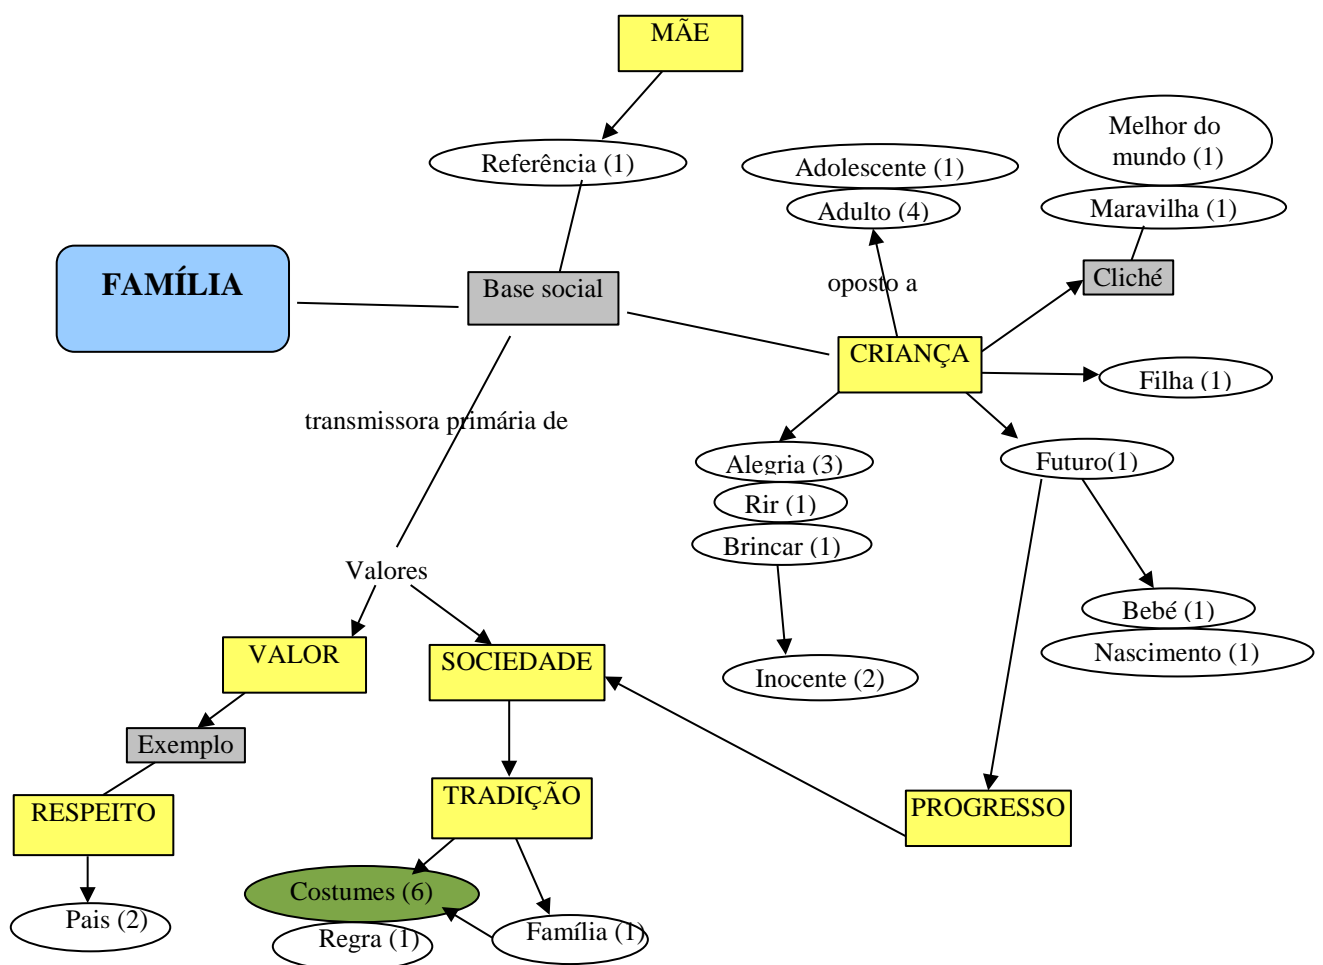 MÃE
Melhor do
mundo (1)
Referência (1)
Adolescente (1)
Adulto (4)
Maravilha (1)
FAMÍLIA
Base social
oposto a
Cliché
CRIANÇA
Filha (1)
transmissora primária de
Alegria (3)
Futuro(1)
Rir (1)
Brincar (1)
Valores
Bebé (1)
VALOR
SOCIEDADE
Nascimento (1)
Inocente (2)
Exemplo
RESPEITO
TRADIÇÃO
PROGRESSO
Costumes (6)
Pais (2)
Regra (1)
Família (1)